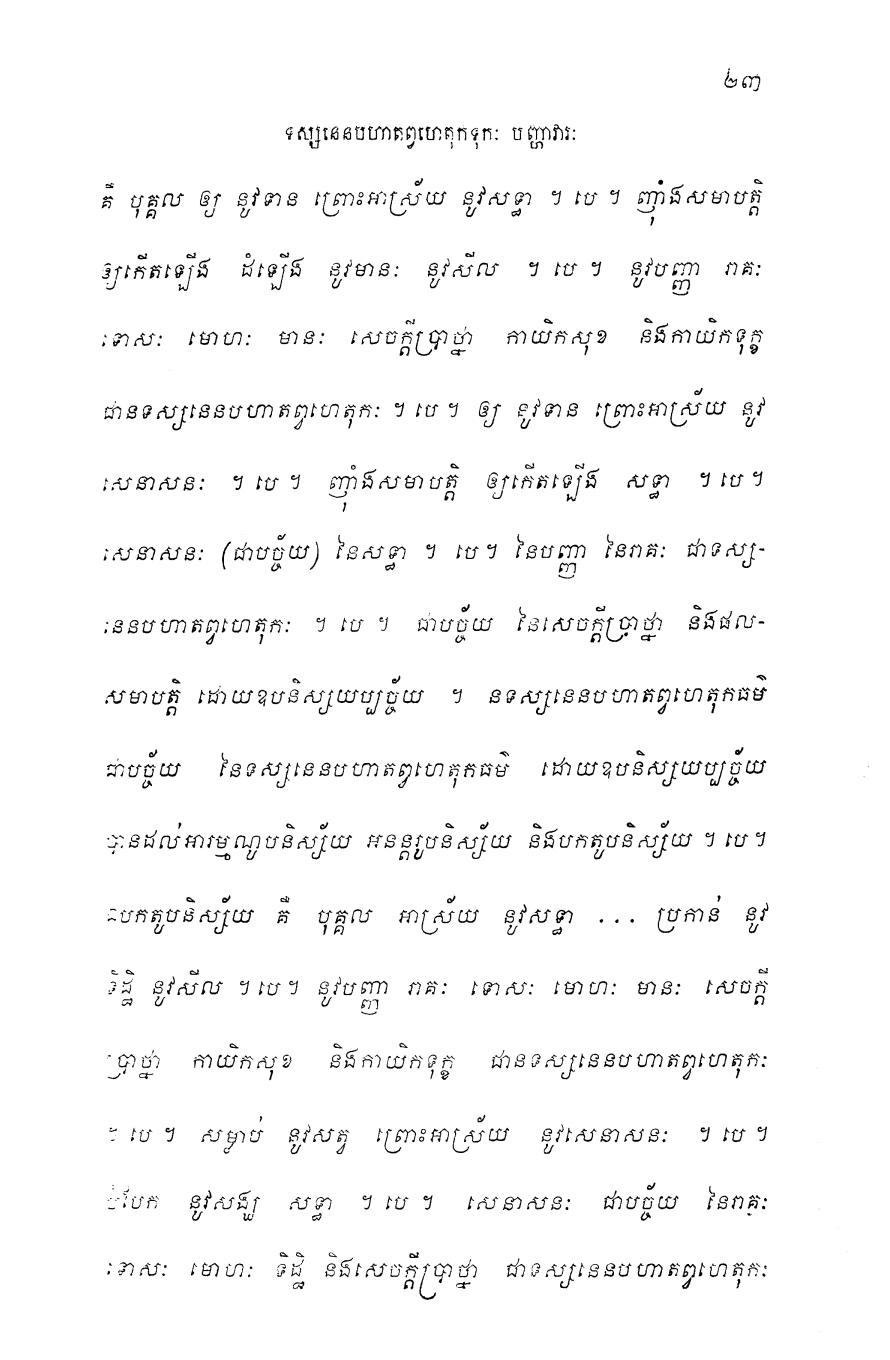 ២៣
ទស្សនេនបហាតព្វហេតុកទុកៈ បញ្ហាវារៈ
គឺ បុគ្គល ឲ្យ នូវទាន ព្រោះអាស្រ័យ នូវសទ្ធា ។ បេ ។ ញុំាងសមាបត្តិ
ឲ្យកើតឡើង ដំឡើង នូវមានៈ នូវសីល ។ បេ ។ នូវបញ្ញា រាគៈ
ទោសៈ មោហៈ មានៈ សេចក្តីប្រាថ្នា កាយិកសុខ និងកាយិកទុក្ខ
ជានទស្សនេនបហាតព្វហេតុកៈ ។ បេ ។ ឲ្យ នូវទាន ព្រោះអាស្រ័យ នូវ
សេនាសនៈ ។ បេ ។ ញុំាងសមាបត្តិ ឲ្យកើតឡើង សទ្ធា ។ បេ ។
សេនាសនៈ (ជាបច្ច័យ) នៃសទ្ធា ។ បេ ។ នៃបញ្ញា នៃរាគៈ ជាទស្ស-
នេនបហាតព្វហេតុកៈ ។ បេ ។ ជាបច្ច័យ នៃសេចក្តីប្រាថ្នា និងផល-
សមាបត្តិ ដោយឧបនិស្សយប្បច្ច័យ ។ នទស្សនេនបហាតព្វហេតុកធម៌
ជាបច្ច័យ នៃទស្សនេនបហាតព្វហេតុកធម៌ ដោយឧបនិស្សយប្បច្ច័យ
បានដល់អារម្មណូបនិស្ស័យ អនន្តរូបនិស្ស័យ និងបកតូបនិស្ស័យ ។ បេ ។
ឯបកតូបនិស្ស័យ គឺ បុគ្គល អាស្រ័យ នូវសទ្ធា ... ប្រកាន់ នូវ
ទិដ្ឋិ នូវសីល ។ បេ ។ នូវបញ្ញា រាគៈ ទោសៈ មោហៈ មានៈ សេចក្តី
ប្រាថ្នា កាយិកសុខ និងកាយិកទុក្ខ ជានទស្សនេនបហាតព្វហេតុកៈ
។ បេ ។ សម្លាប់ នូវសត្វ ព្រោះអាស្រ័យ នូវសេនាសនៈ ។ បេ ។
បំបែក នូវសង្ឃ សទ្ធា ។ បេ ។ សេនាសនៈ ជាបច្ច័យ នៃរាគៈ
ទោសៈ មោហៈ ទិដ្ឋិ និងសេចក្តីប្រាថ្នា ជាទស្សនេនបហាតព្វហេតុកៈ